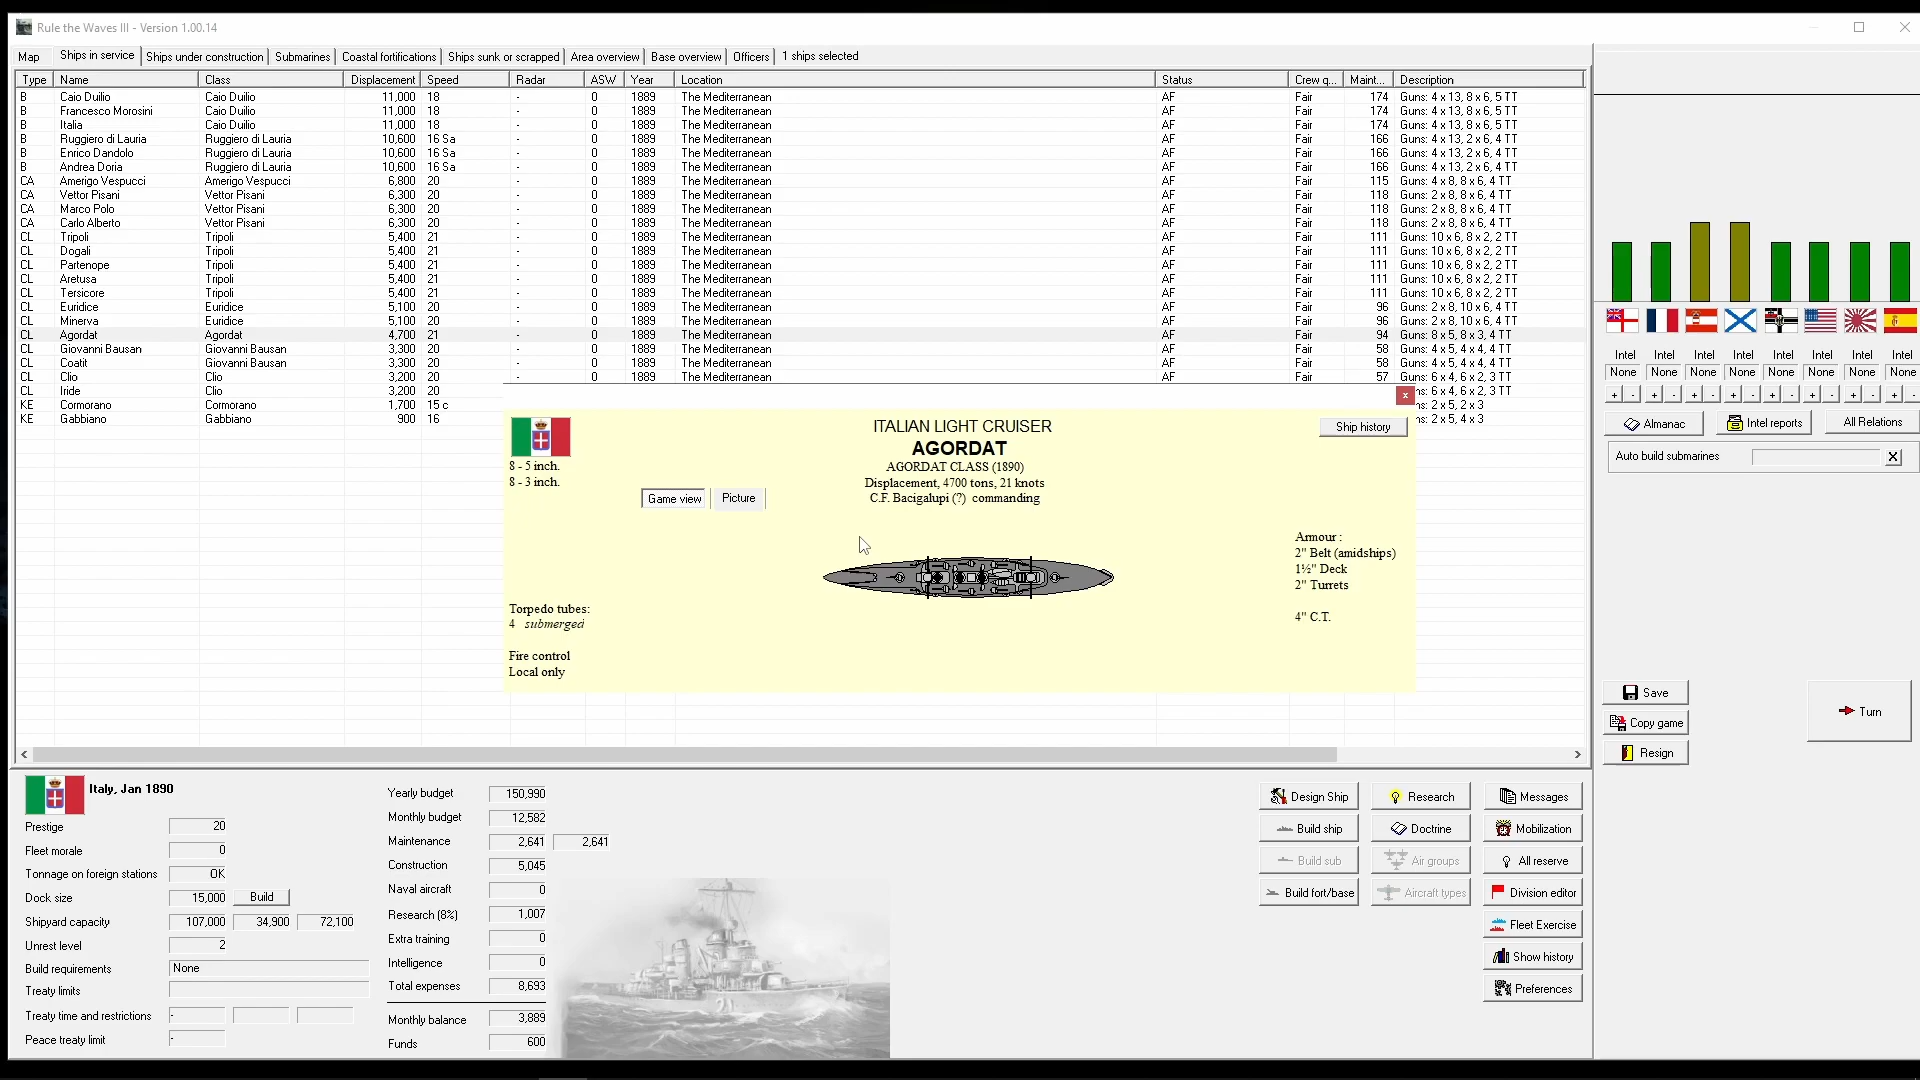 Rule the Waves III - Version 1.00.14
Map Ships in service Ships under construction Submarines Coastal fortifications Ships sunk or scrapped Area overview Base overview Officers 1 ships selected
Type Name Class Displacement Speed Radar ASW Year Location Status Crew q... Maint... Description
B Caio Duilio Caio Duilio 11,000 18 - 0 1889 The Mediterranean AF Fair 174 Guns: 4 x 13, 8 x 6, 5 TT
B Francesco Morosini Caio Duilio 11,000 18 - 0 1889 The Mediterranean AF Fair 174 Guns: 4 x 13, 8 x 6, 5 TT
B Italia Caio Duilio 11,000 18 - 0 1889 The Mediterranean AF Fair 174 Guns: 4 x 13, 8 x 6, 5 TT
B Ruggiero di Lauria Ruggiero di Lauria 10,600 16 Sa - 0 1889 The Mediterranean AF Fair 166 Guns: 4 x 13, 2 x 6, 4 TT
B Enrico Dandolo Ruggiero di Lauria 10,600 16 Sa - 0 1889 The Mediterranean AF Fair 166 Guns: 4 x 13, 2 x 6, 4 TT
B Andrea Doria Ruggiero di Lauria 10,600 16 Sa - 0 1889 The Mediterranean AF Fair 166 Guns: 4 x 13, 2 x 6, 4 TT
CA Amerigo Vespucci Amerigo Vespucci 6,800 20 - 0 1889 The Mediterranean AF Fair 115 Guns: 4 x 8, 8 x 6, 4 TT
CA Vettor Pisani Vettor Pisani 6,300 20 - 0 1889 The Mediterranean AF Fair 118 Guns: 2 x 8, 8 x 6, 4 TT
CA Marco Polo Vettor Pisani 6,300 20 - 0 1889 The Mediterranean AF Fair 118 Guns: 2 x 8, 8 x 6, 4 TT
CA Carlo Alberto Vettor Pisani 6,300 20 - 0 1889 The Mediterranean AF Fair 118 Guns: 2 x 8, 8 x 6, 4 TT
CL Tripoli Tripoli 5,400 21 - 0 1889 The Mediterranean AF Fair 111 Guns: 10 x 6, 8 x 2, 2 TT
CL Dogali Tripoli 5,400 21 - 0 1889 The Mediterranean AF Fair 111 Guns: 10 x 6, 8 x 2, 2 TT
CL Partenope Tripoli 5,400 21 - 0 1889 The Mediterranean AF Fair 111 Guns: 10 x 6, 8 x 2, 2 TT
CL Aretusa Tripoli 5,400 21 - 0 1889 The Mediterranean AF Fair 111 Guns: 10 x 6, 8 x 2, 2 TT
CL Tersicore Tripoli 5,400 21 - 0 1889 The Mediterranean AF Fair 111 Guns: 10 x 6, 8 x 2, 2 TT
CL Euridice Euridice 5,100 20 - 0 1889 The Mediterranean AF Fair 96 Guns: 2 x 8, 10 x 6, 4 TT
CL Minerva Euridice 5,100 20 - 0 1889 The Mediterranean AF Fair 96 Guns: 2 x 8, 10 x 6, 4 TT
CL Agordat Agordat 4,700 21 - 0 1889 The Mediterranean AF Fair 94 Guns: 8 x 5, 8 x 3, 4 TT
CL Giovanni Bausan Giovanni Bausan 3,300 20 - 0 1889 The Mediterranean AF Fair 58 Guns: 4 x 5, 4 x 4, 4 TT
CL Coatit Giovanni Bausan 3,300 20 - 0 1889 The Mediterranean AF Fair 58 Guns: 4 x 5, 4 x 4, 4 TT
CL Clio Clio 3,200 20 - 0 1889 The Mediterranean AF Fair 57 Guns: 6 x 4, 6 x 2, 3 TT
CL Iride Clio 3,200 20 ns: 6 x 4, 6 x 2, 3 TT
KE Cormorano Cormorano 1,700 15 c ns: 2 x 5, 2 x 3
KE Gabbiano Gabbiano 900 16 ns: 2 x 5, 4 x 3
ITALIAN LIGHT CRUISER
AGORDAT
AGORDAT CLASS (1890)
Displacement, 4700 tons, 21 knots
C.F. Bacigalupi (?) commanding
Ship history
8 - 5 inch.
8 - 3 inch.
Game view Picture
Armour :
2" Belt (amidships)
1½" Deck
2" Turrets
4" C.T.
Torpedo tubes:
4 submerged
Fire control
Local only
Intel Intel Intel Intel Intel Intel Intel Intel
None None None None None None None None
+ - + - + - + - + - + - + - + -
Almanac Intel reports All Relations
Auto build submarines X
Save
Copy game
Resign
Turn
Italy, Jan 1890
Prestige 20
Fleet morale 0
Tonnage on foreign stations OK
Dock size 15,000 Build
Shipyard capacity 107,000 34,900 72,100
Unrest level 2
Build requirements None
Treaty limits
Treaty time and restrictions -
Peace treaty limit -
Yearly budget 150,990
Monthly budget 12,582
Maintenance 2,641 2,641
Construction 5,045
Naval aircraft 0
Research (8%) 1,007
Extra training 0
Intelligence 0
Total expenses 8,693
Monthly balance 3,889
Funds 600
Design Ship Research Messages
Build ship Doctrine Mobilization
Build sub Air groups All reserve
Build fort/base Aircraft types Division editor
Fleet Exercise
Show history
Preferences